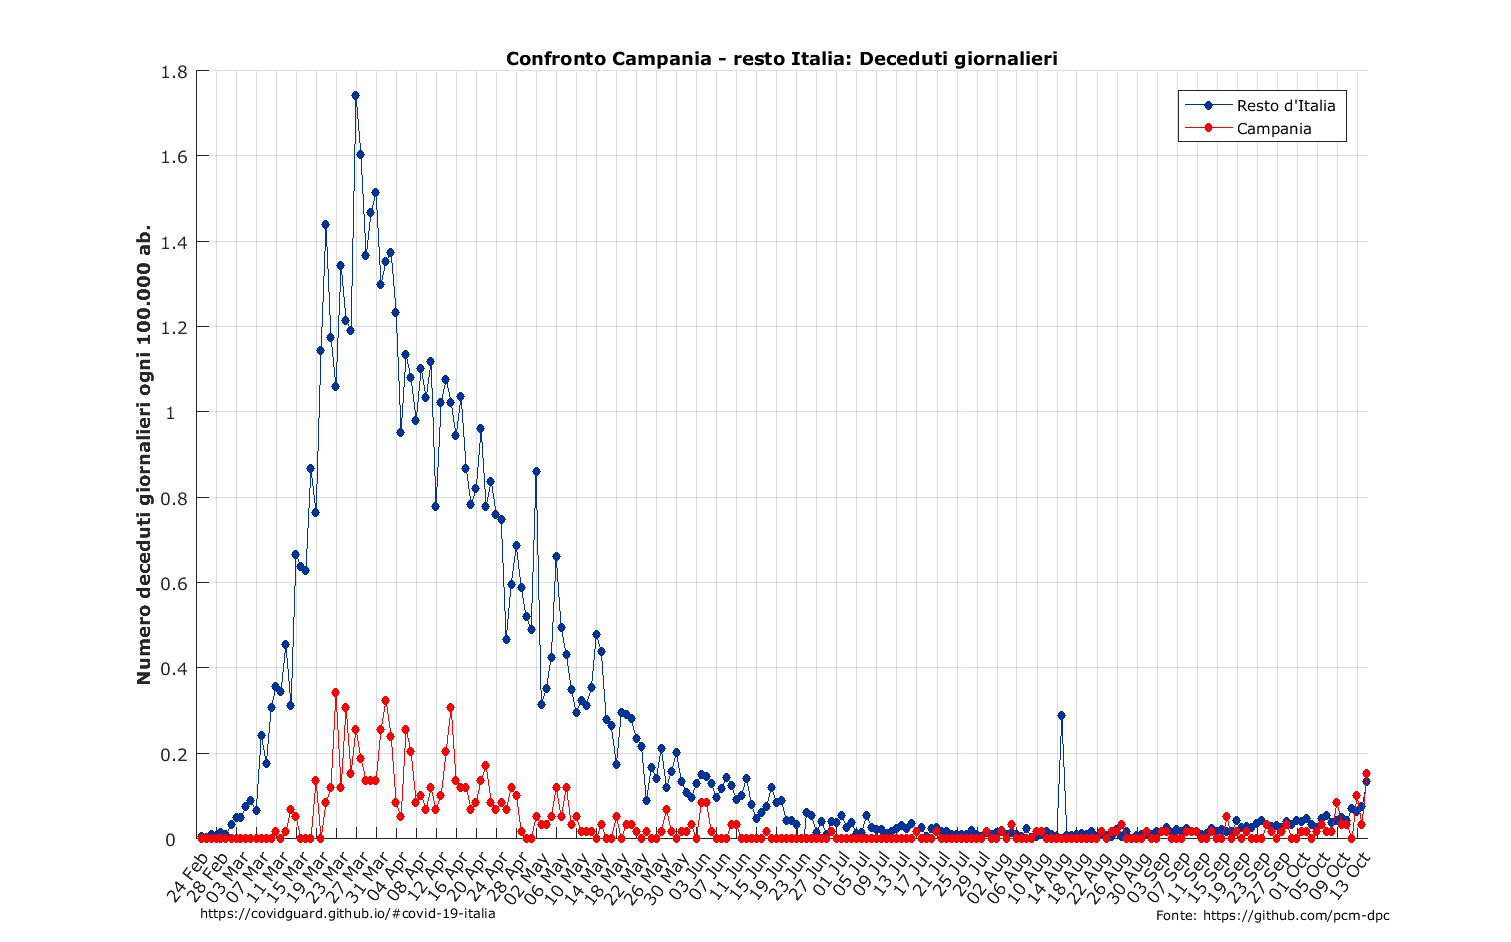 Confronto Campania - resto Italia: Deceduti giornalieri
Resto d'Italia
Campania
Numero deceduti giornalieri ogni 100.000 ab.
1.8
1.6
1.4
1.2
1
0.8
0.6
0.4
0.2
0
24 Feb
28 Feb
03 Mar
07 Mar
11 Mar
15 Mar
19 Mar
23 Mar
27 Mar
31 Mar
04 Apr
08 Apr
12 Apr
16 Apr
20 Apr
24 Apr
28 Apr
02 May
06 May
10 May
14 May
18 May
22 May
26 May
30 May
03 Jun
07 Jun
11 Jun
15 Jun
19 Jun
23 Jun
27 Jun
01 Jul
05 Jul
09 Jul
13 Jul
17 Jul
21 Jul
25 Jul
29 Jul
02 Aug
06 Aug
10 Aug
14 Aug
18 Aug
22 Aug
26 Aug
30 Aug
03 Sep
07 Sep
11 Sep
15 Sep
19 Sep
23 Sep
27 Sep
01 Oct
05 Oct
09 Oct
13 Oct
https://covidguard.github.io/#covid-19-italia
Fonte: https://github.com/pcm-dpc